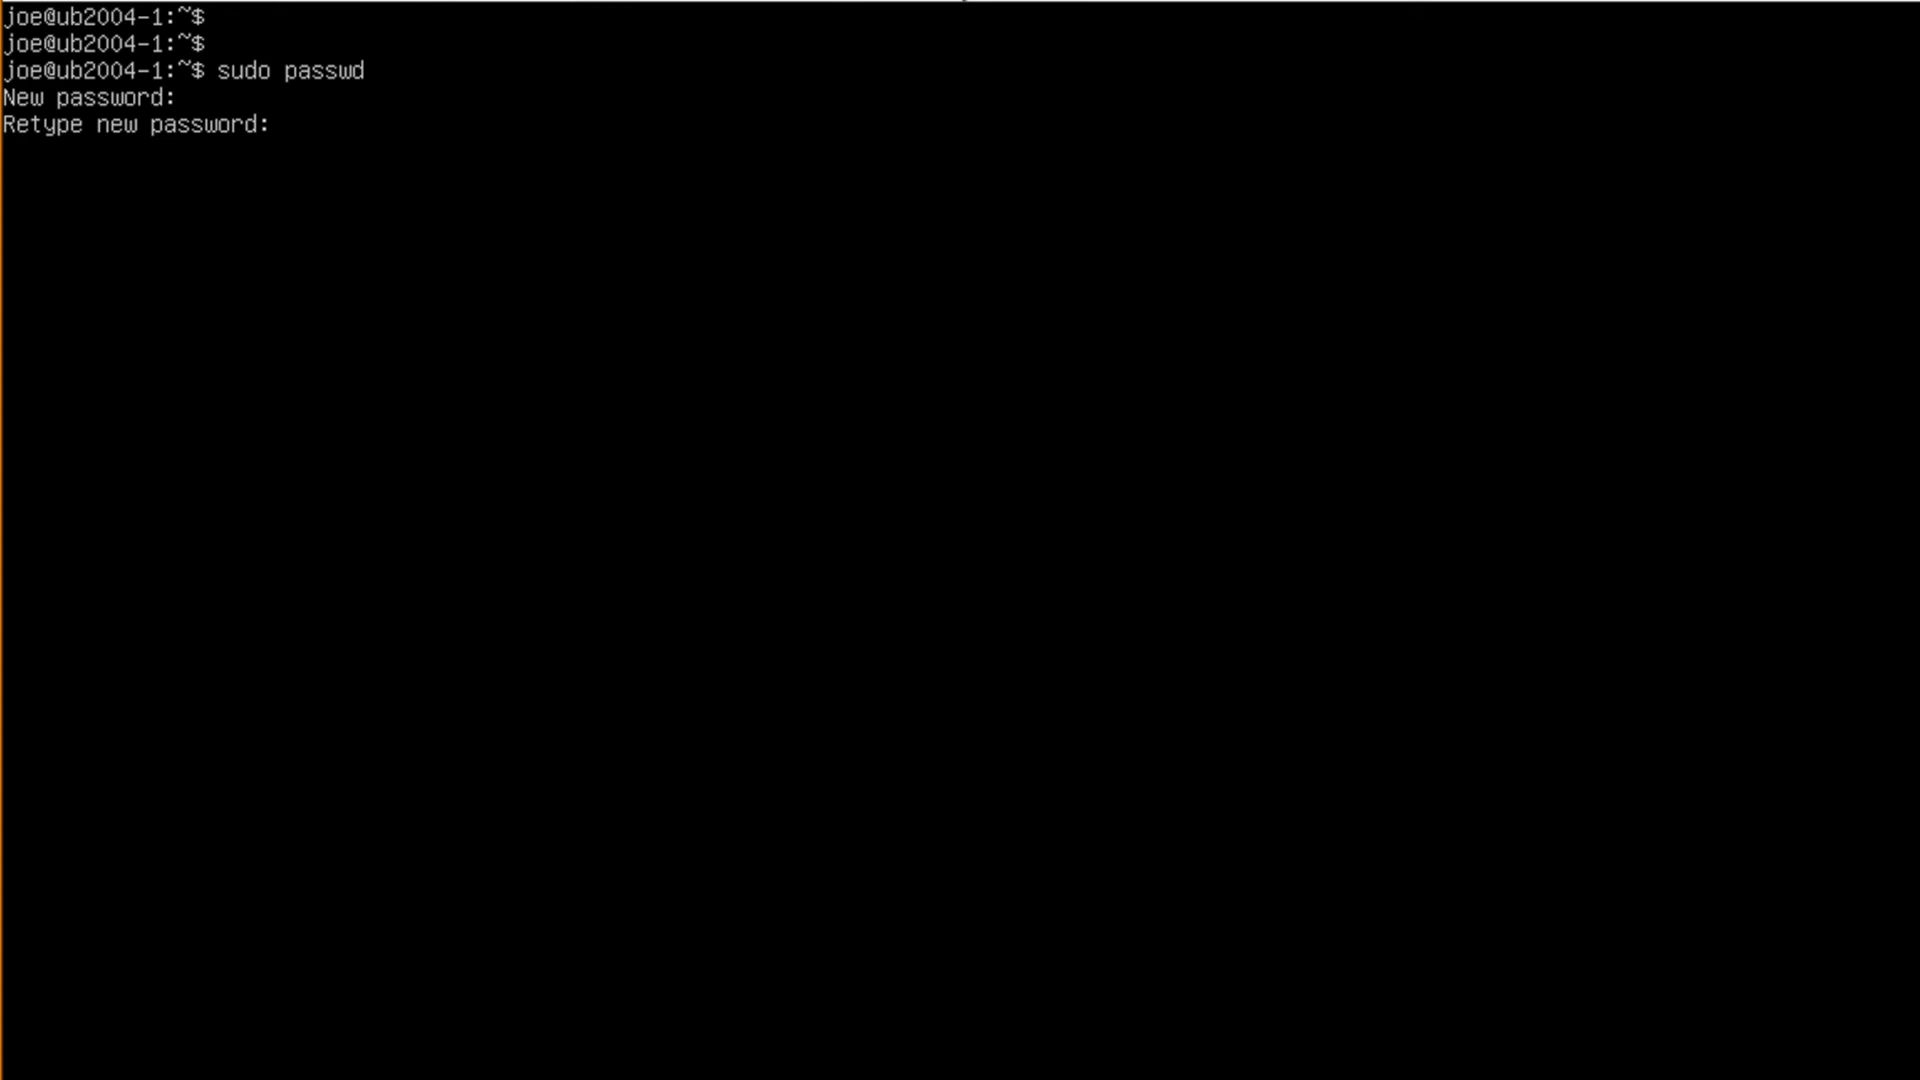 joe@ub2004-1:~$
joe@ub2004-1:~$
joe@ub2004-1:~$ sudo passwd
New password:
Retype new password: